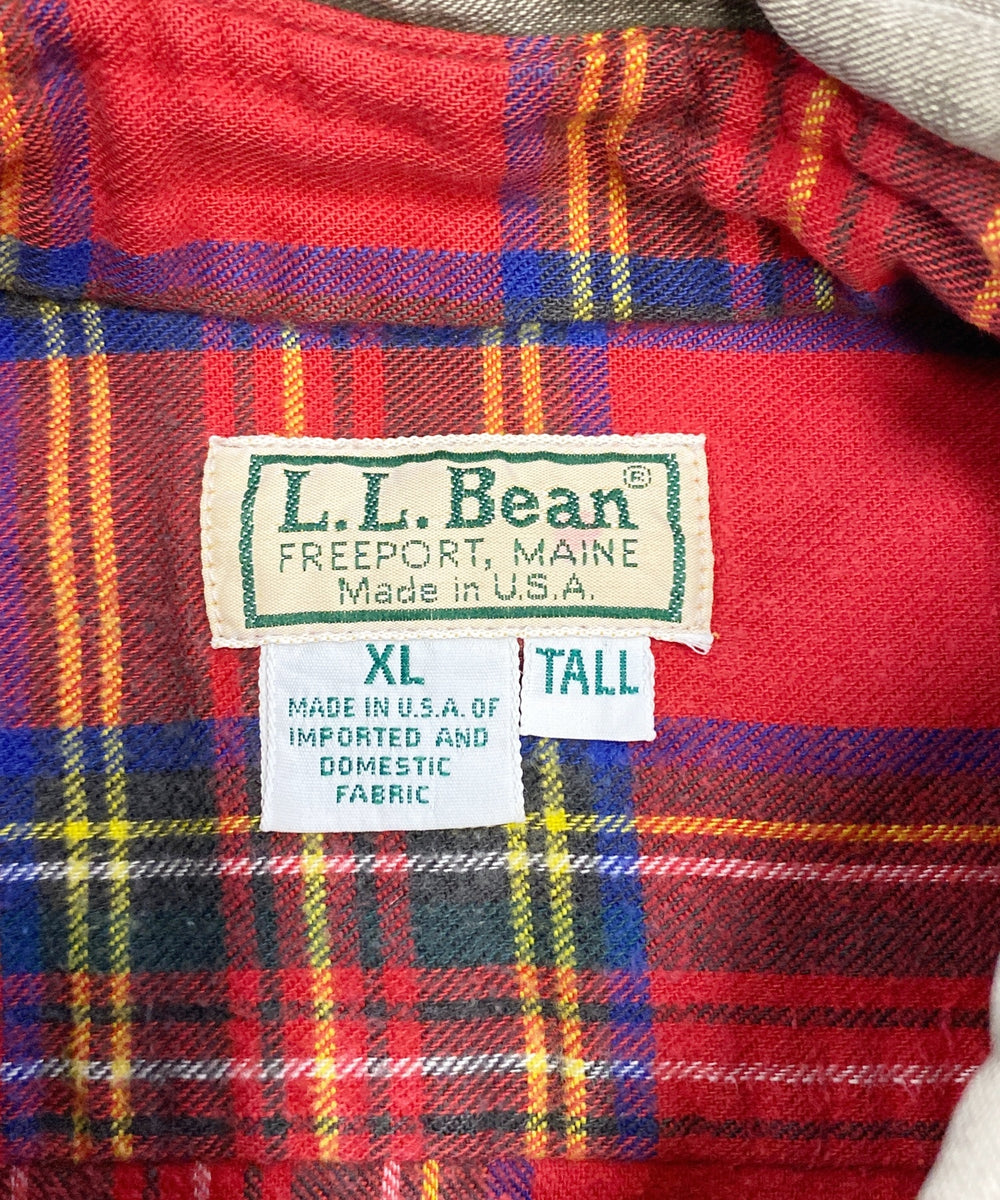 L.L.Bean®
FREEPORT, MAINE
Made in U.S.A.
XL
MADE IN U.S.A. OF
IMPORTED AND
DOMESTIC
FABRIC
TALL